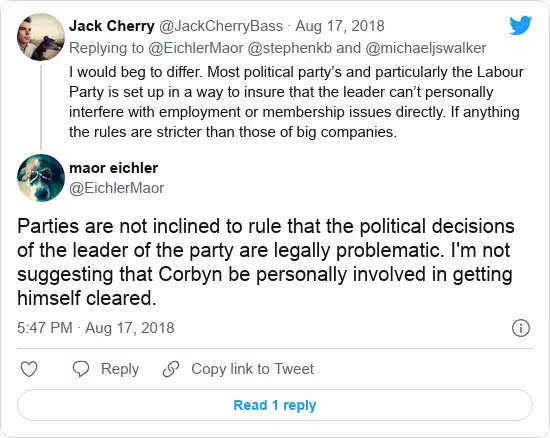 Jack Cherry @JackCherryBass · Aug 17, 2018
Replying to @EichlerMaor @stephenkb and @michaeljswalker
I would beg to differ. Most political party’s and particularly the Labour
Party is set up in a way to insure that the leader can’t personally
interfere with employment or membership issues directly. If anything
the rules are stricter than those of big companies.
maor eichler
@EichlerMaor
Parties are not inclined to rule that the political decisions
of the leader of the party are legally problematic. I'm not
suggesting that Corbyn be personally involved in getting
himself cleared.
5:47 PM · Aug 17, 2018
Reply
Copy link to Tweet
Read 1 reply